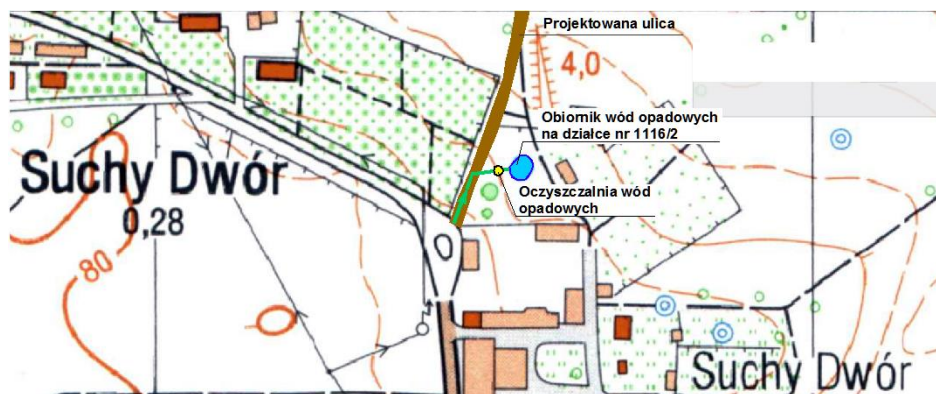 Projektowana ulica
4,0
Obiornik wód opadowych
na działce nr 1116/2
Suchy Dwór
0,28
Oczyszczalnia wód
opadowych
80
Suchy Dwór